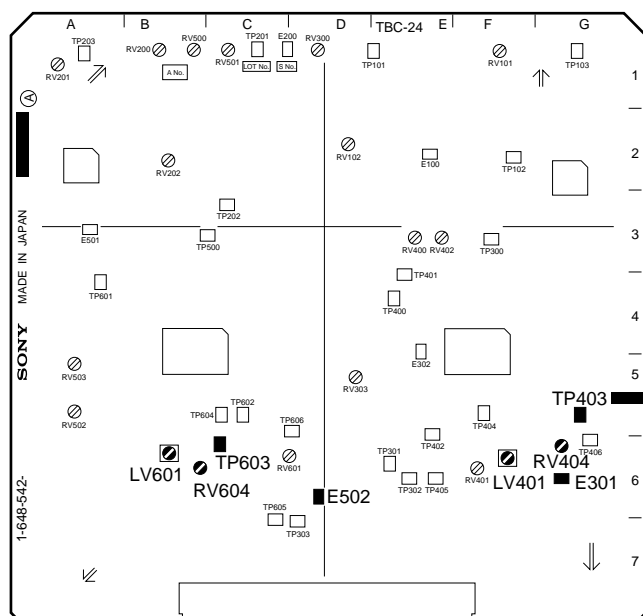 A B C D TBC-24 E F G
TP203 RV200 RV500 TP201 E200 RV300
RV201 RV501 TP101 RV101 TP103
A No. LOT No. S No.
1
A
RV102 E100 TP102
RV202
2
TP202
E501 TP500 RV400 RV402 TP300
3
TP401
TP601 TP400
4
E302
RV503 RV303
5
TP403
RV502 TP604 TP602 TP606 TP402 TP404 TP406
LV601 TP603 RV601 TP301 RV401 LV401 RV404
RV604 E502 TP302 TP405 E301
6
TP605 TP303
7
SONY MADE IN JAPAN
1-648-542-